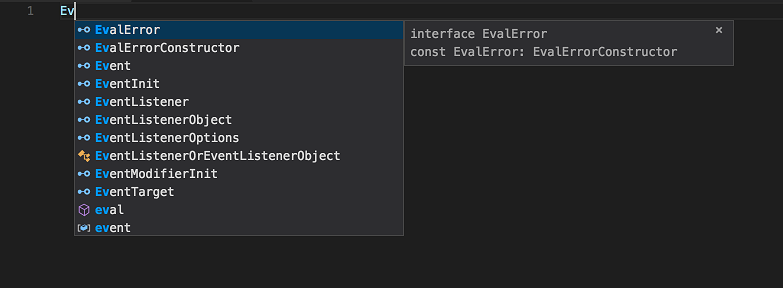 1 Ev
EvalError
EvalErrorConstructor
Event
EventInit
EventListener
EventListenerObject
EventListenerOptions
EventListenerOrEventListenerObject
EventModifierInit
EventTarget
eval
event
interface EvalError
const EvalError: EvalErrorConstructor